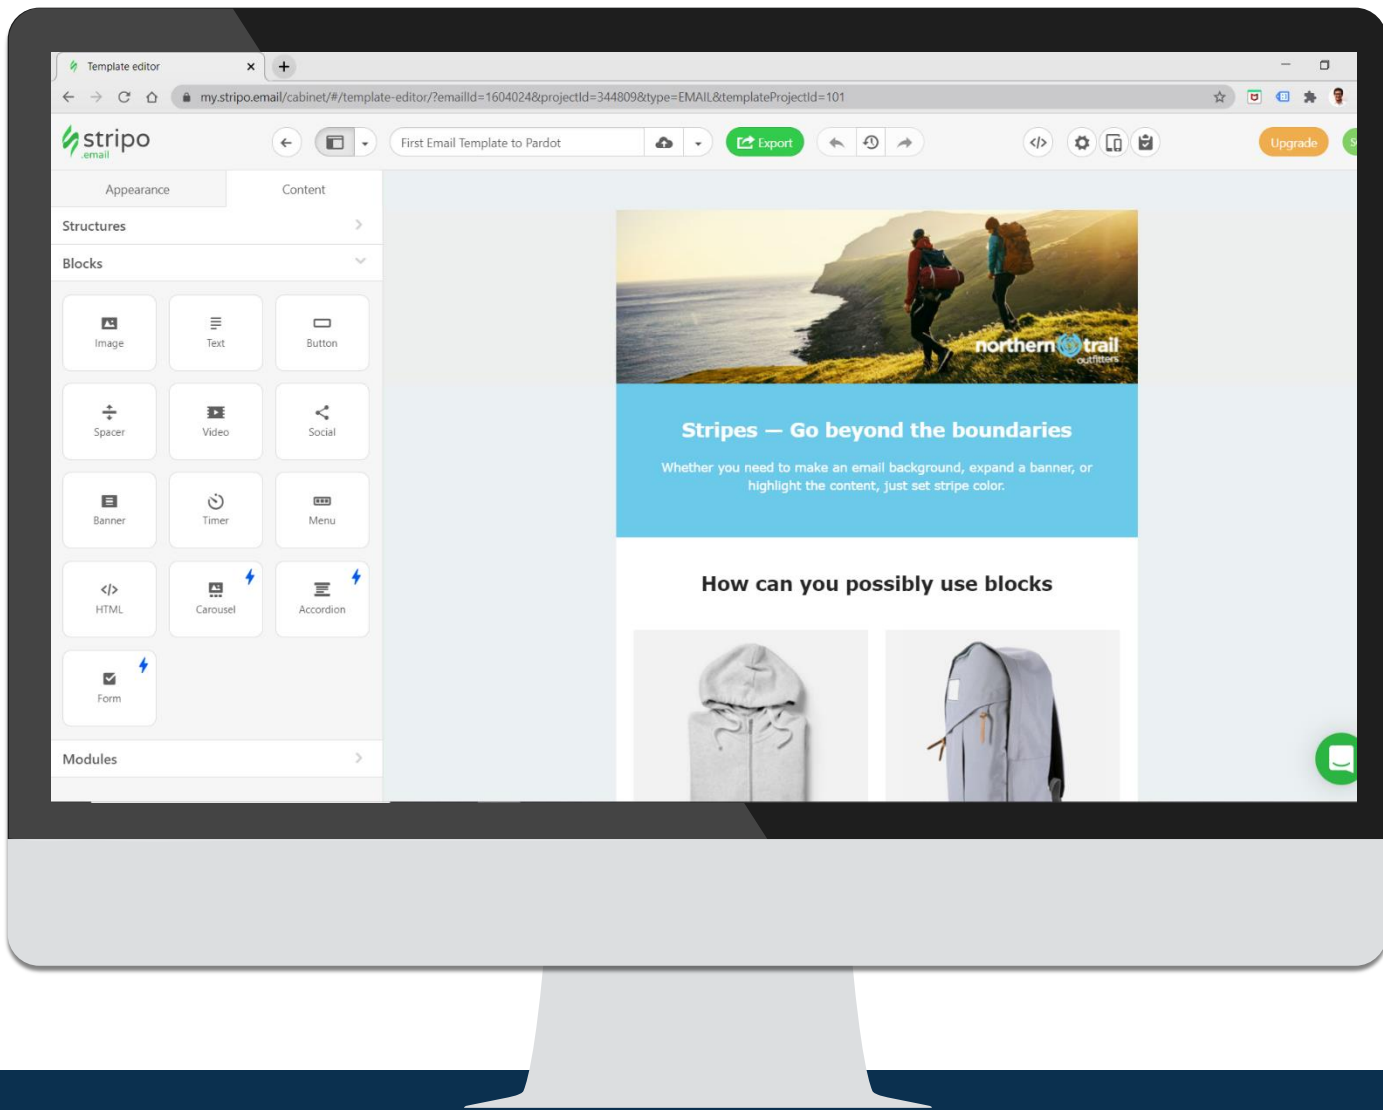 Template editor
my.stripo.email/cabinet/#/template-editor/?emailId=1604024&projectId=344809&type=EMAIL&templateProjectId=101
stripo
.email
First Email Template to Pardot
Export
</>
Upgrade
Appearance
Content
Structures
Blocks
Image
Text
Button
Spacer
Video
Social
Banner
Timer
Menu
</>
HTML
Carousel
Accordion
Form
Modules
northern trail
outfitters
Stripes — Go beyond the boundaries
Whether you need to make an email background, expand a banner, or
highlight the content, just set stripe color.
How can you possibly use blocks